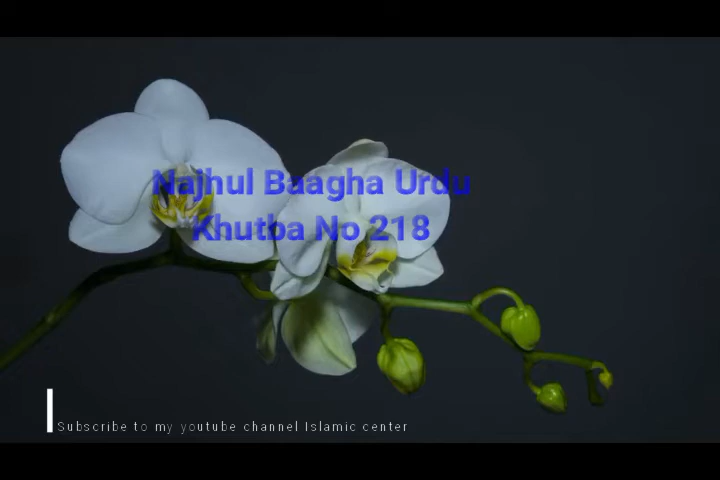 Najhul Baagha Urdu
Khutba No 218
Subscribe to my youtube channel Islamic center